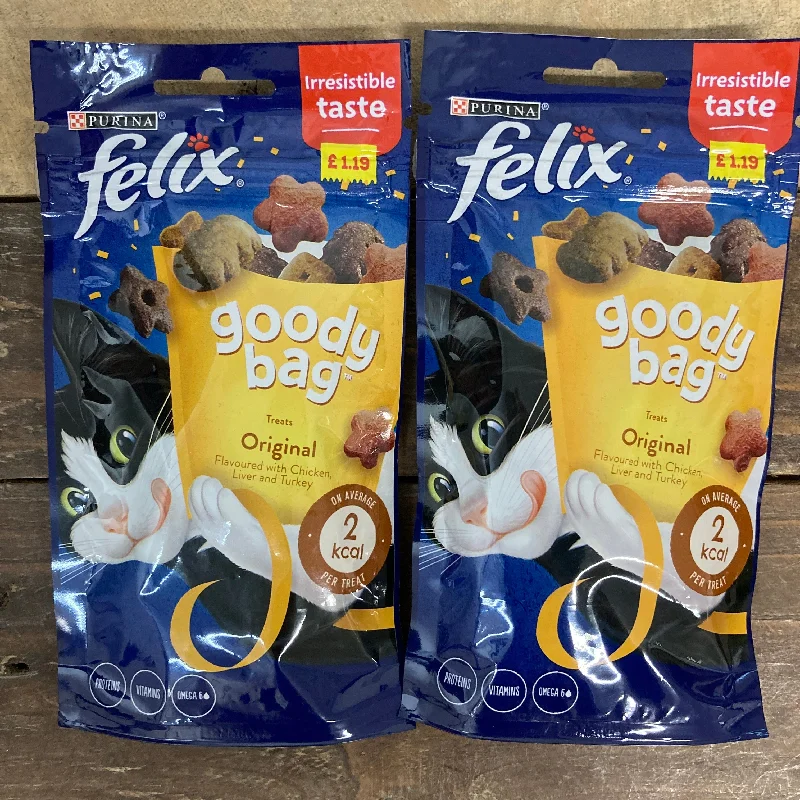 Irresistible
taste
£1.19
PURINA®
felix®
goody
bag™
Treats
Original
Flavoured with Chicken,
Liver and Turkey
ON AVERAGE
2
kcal
PER TREAT
PROTEINS
VITAMINS
OMEGA 6
Irresistible
taste
£1.19
PURINA®
felix®
goody
bag™
Treats
Original
Flavoured with Chicken,
Liver and Turkey
ON AVERAGE
2
kcal
PER TREAT
PROTEINS
VITAMINS
OMEGA 6